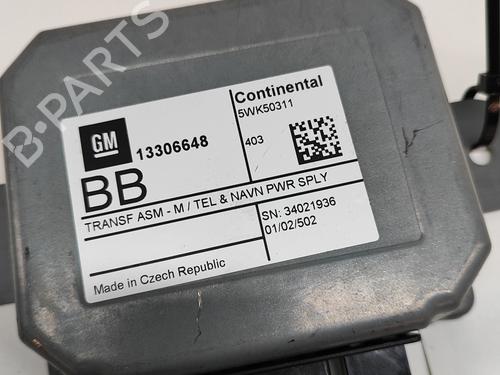 B-PARTS
GM
13306648
BB
Continental
5WK50311
403
TRANSF ASM - M / TEL & NAVN PWR SPLY
SN: 34021936
01/02/502
Made in Czech Republic